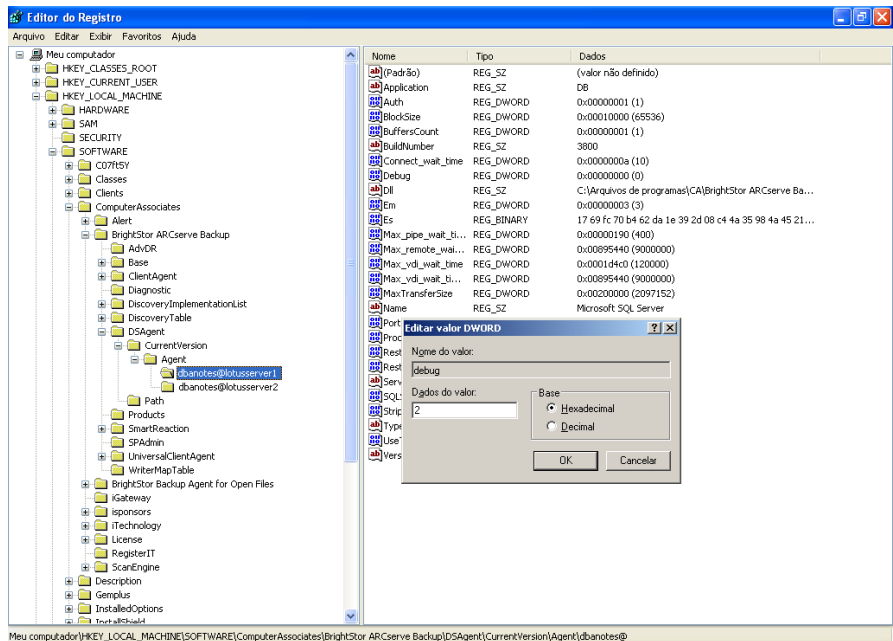 Editor do Registro
Arquivo Editar Exibir Favoritos Ajuda
Meu computador
HKEY_CLASSES_ROOT
HKEY_CURRENT_USER
HKEY_LOCAL_MACHINE
HARDWARE
SAM
SECURITY
SOFTWARE
C07ft5Y
Classes
Clients
ComputerAssociates
Alert
BrightStor ARCserve Backup
AdvDR
Base
ClientAgent
Diagnostic
DiscoveryImplementationList
DiscoveryTable
DSAgent
CurrentVersion
Agent
dbanotes@lotusserver1
dbanotes@lotusserver2
Path
Products
SmartReaction
SPAdmin
UniversalClientAgent
WriterMapTable
BrightStor Backup Agent for Open Files
iGateway
isponsors
iTechnology
License
RegisterIT
ScanEngine
Description
Gemplus
InstalledOptions
InstallShield
Nome Tipo Dados
(Padrão) REG_SZ (valor não definido)
Application REG_SZ DB
Auth REG_DWORD 0x00000001 (1)
BlockSize REG_DWORD 0x00010000 (65536)
BuffersCount REG_DWORD 0x00000001 (1)
BuildNumber REG_SZ 3800
Connect_wait_time REG_DWORD 0x0000000a (10)
Debug REG_DWORD 0x00000000 (0)
Dll REG_SZ C:\Arquivos de programas\CA\BrightStor ARCserve Ba...
Em REG_DWORD 0x00000003 (3)
Es REG_BINARY 17 69 fc 70 b4 62 da 1e 39 2d 08 c4 4a 35 98 4a 45 21...
Max_pipe_wait_ti... REG_DWORD 0x00000190 (400)
Max_remote_wai... REG_DWORD 0x00895440 (9000000)
Max_vdi_wait_time REG_DWORD 0x0001d4c0 (120000)
Max_vdi_wait_ti... REG_DWORD 0x00895440 (9000000)
MaxTransferSize REG_DWORD 0x00200000 (2097152)
Name REG_SZ Microsoft SQL Server
Port
Proc
Rest
Rest
Serv
SQLS
Strip
Type
UseT
Vers
Editar valor DWORD
Nome do valor:
debug
Dados do valor:
2
Base
Hexadecimal
Decimal
OK Cancelar
Meu computador\HKEY_LOCAL_MACHINE\SOFTWARE\ComputerAssociates\BrightStor ARCserve Backup\DSAgent\CurrentVersion\Agent\dbanotes@